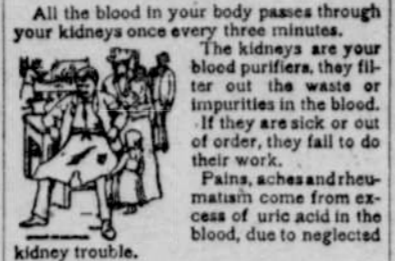 All the blood in your body passes through
your kidneys once every three minutes.
The kidneys are your
blood purifiers, they fil-
ter out the waste or
impurities in the blood.
If they are sick or out
of order, they fail to do
their work.
Pains, aches and rheu-
matism come from ex-
cess of uric acid in the
blood, due to neglected
kidney trouble.